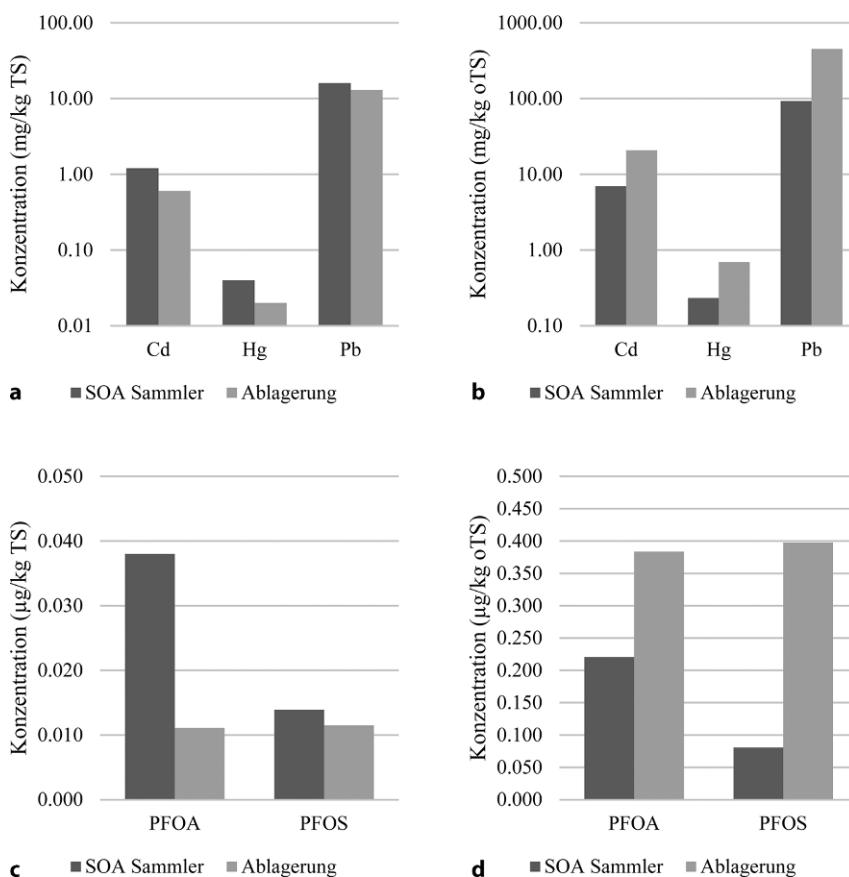 Konzentration (mg/kg TS)
100.00
10.00
1.00
0.10
0.01
Cd Hg Pb
a ■ SOA Sammler ■ Ablagerung
Konzentration (mg/kg oTS)
1000.00
100.00
10.00
1.00
0.10
Cd Hg Pb
b ■ SOA Sammler ■ Ablagerung
Konzentration (µg/kg TS)
0.050
0.040
0.030
0.020
0.010
0.000
PFOA PFOS
c ■ SOA Sammler ■ Ablagerung
Konzentration (µg/kg oTS)
0.500
0.450
0.400
0.350
0.300
0.250
0.200
0.150
0.100
0.050
0.000
PFOA PFOS
d ■ SOA Sammler ■ Ablagerung